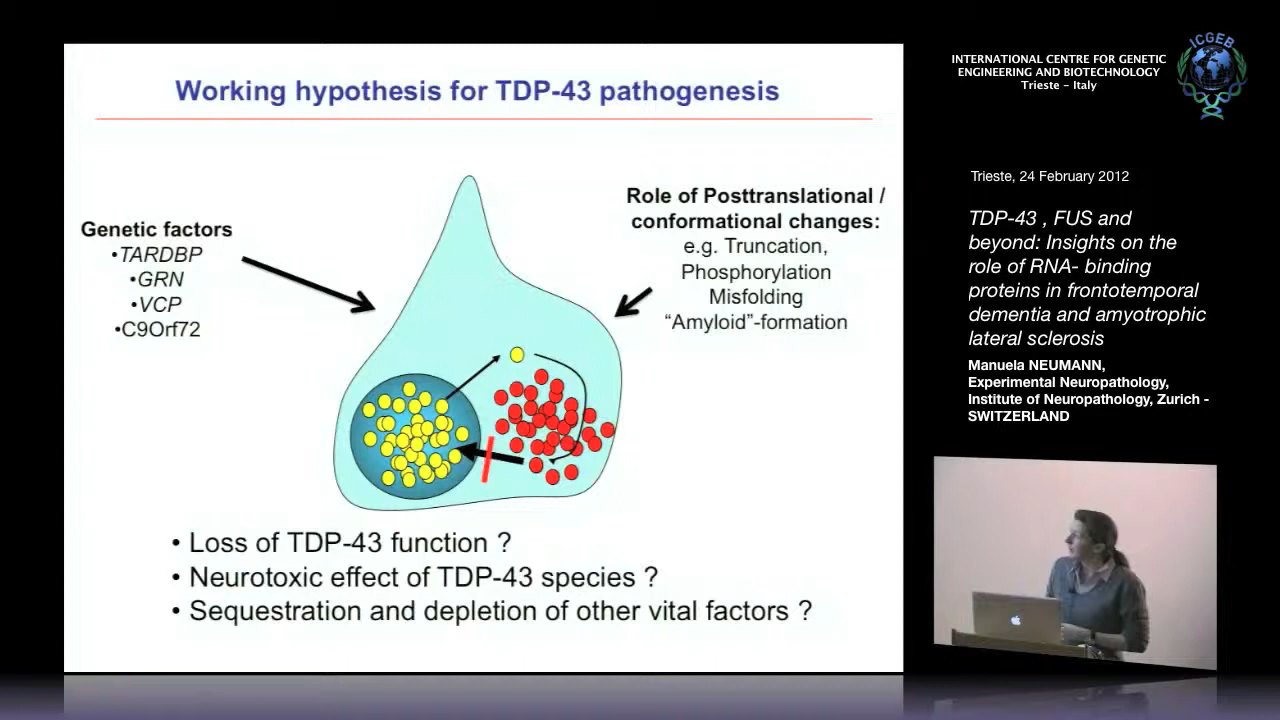 Working hypothesis for TDP-43 pathogenesis
Genetic factors
•TARDBP
•GRN
•VCP
•C9Orf72
Role of Posttranslational /
conformational changes:
e.g. Truncation,
Phosphorylation
Misfolding
“Amyloid”-formation
• Loss of TDP-43 function ?
• Neurotoxic effect of TDP-43 species ?
• Sequestration and depletion of other vital factors ?
INTERNATIONAL CENTRE FOR GENETIC
ENGINEERING AND BIOTECHNOLOGY
Trieste - Italy
ICGEB
Trieste, 24 February 2012
TDP-43 , FUS and
beyond: Insights on the
role of RNA- binding
proteins in frontotemporal
dementia and amyotrophic
lateral sclerosis
Manuela NEUMANN,
Experimental Neuropathology,
Institute of Neuropathology, Zurich -
SWITZERLAND